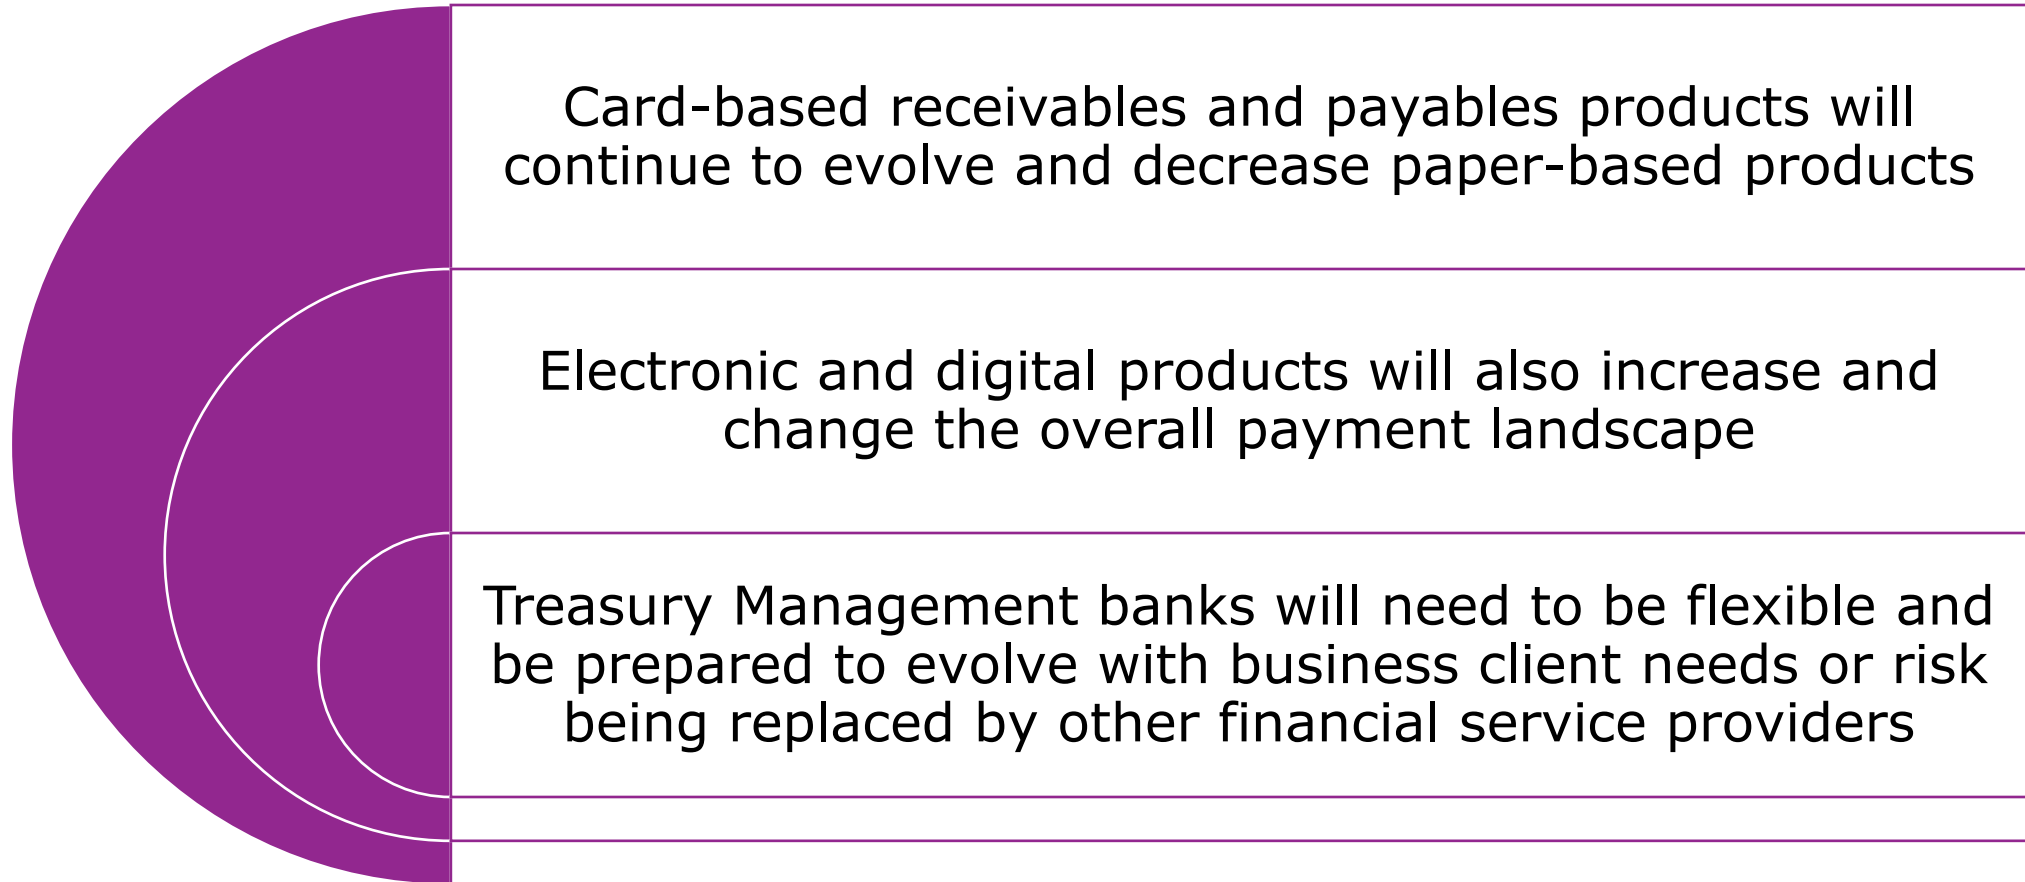 Card-based receivables and payables products will
continue to evolve and decrease paper-based products
Electronic and digital products will also increase and
change the overall payment landscape
Treasury Management banks will need to be flexible and
be prepared to evolve with business client needs or risk
being replaced by other financial service providers